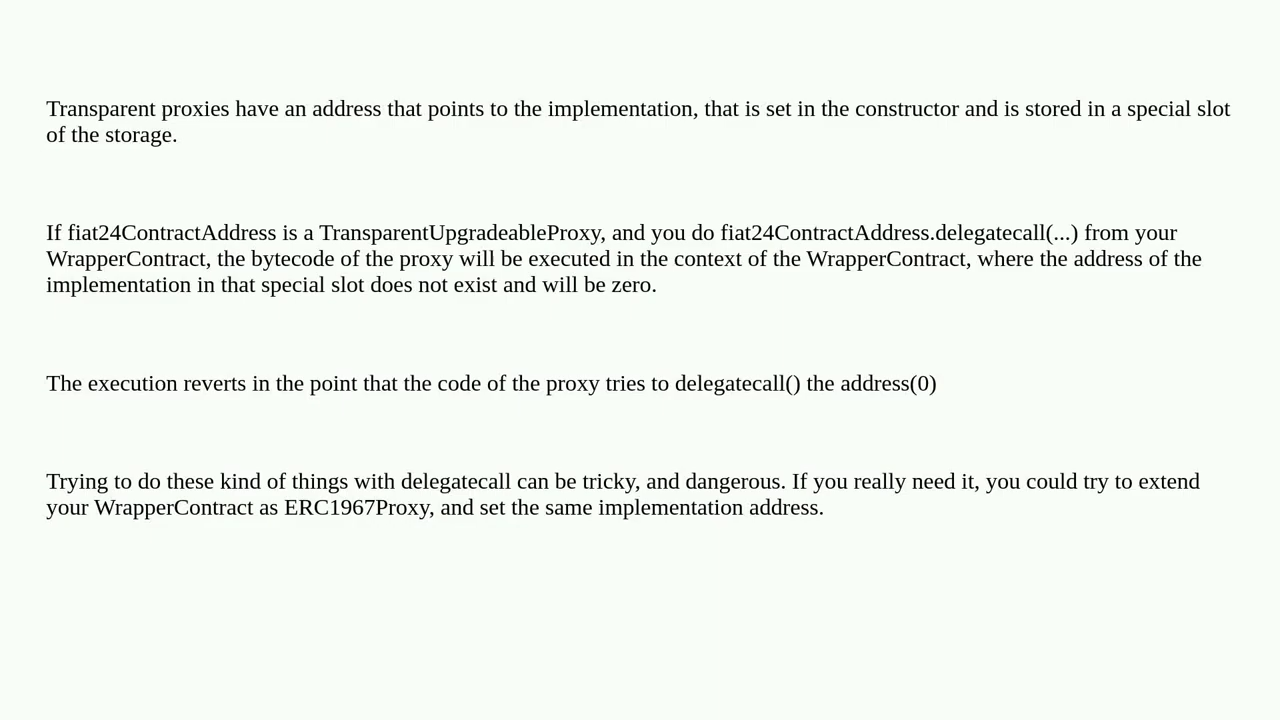 Transparent proxies have an address that points to the implementation, that is set in the constructor and is stored in a special slot
of the storage.
If fiat24ContractAddress is a TransparentUpgradeableProxy, and you do fiat24ContractAddress.delegatecall(...) from your
WrapperContract, the bytecode of the proxy will be executed in the context of the WrapperContract, where the address of the
implementation in that special slot does not exist and will be zero.
The execution reverts in the point that the code of the proxy tries to delegatecall() the address(0)
Trying to do these kind of things with delegatecall can be tricky, and dangerous. If you really need it, you could try to extend
your WrapperContract as ERC1967Proxy, and set the same implementation address.